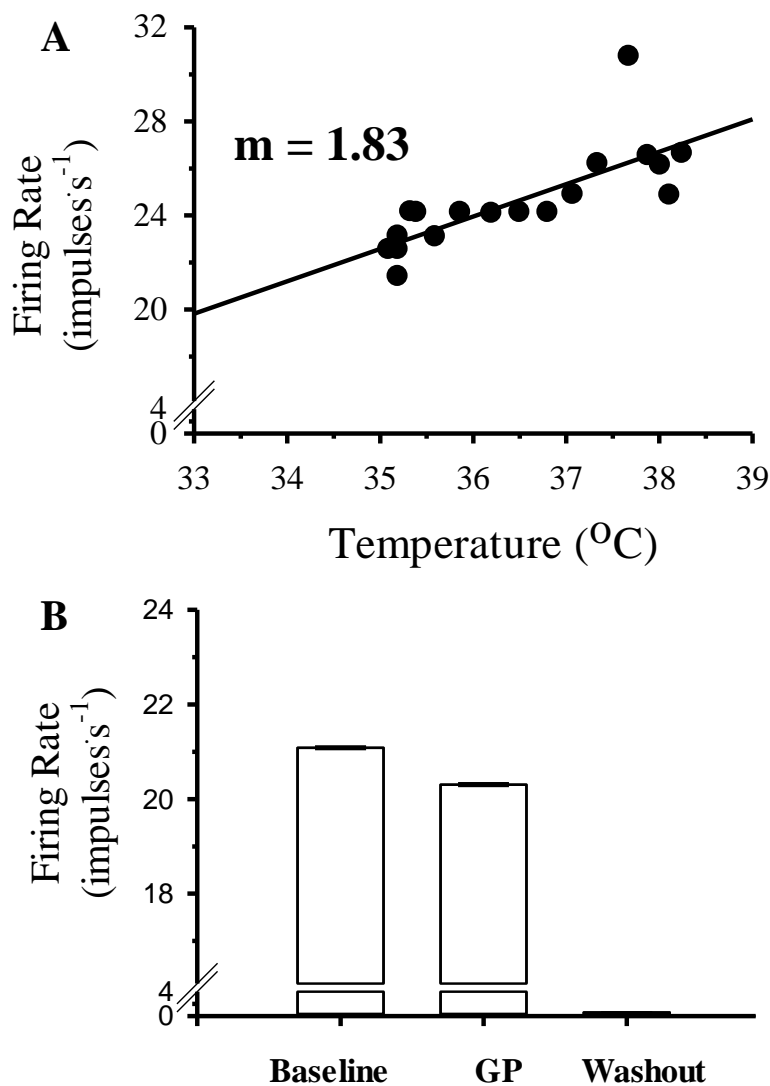 A
Firing Rate
(impulses·s-1)
32
28
24
20
4
0
m = 1.83
33 34 35 36 37 38 39
Temperature (OC)
B
Firing Rate
(impulses·s-1)
24
22
20
18
4
0
Baseline GP Washout